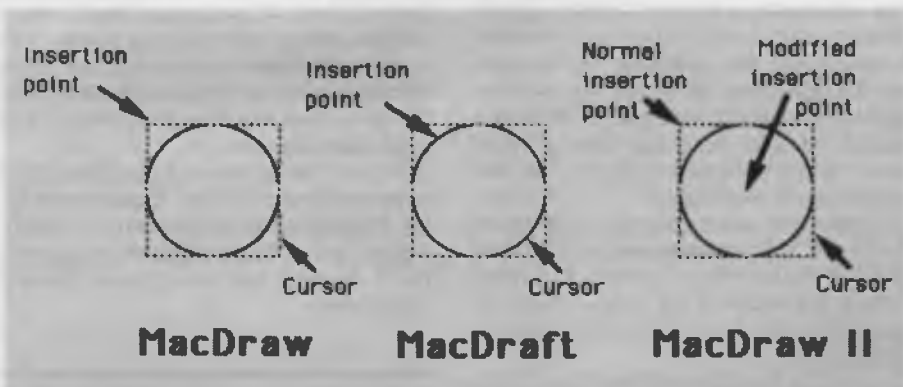 Insertion
point
Cursor
MacDraw
Insertion
point
Cursor
MacDraft
Normal
insertion
point
Modified
insertion
point
Cursor
MacDraw II